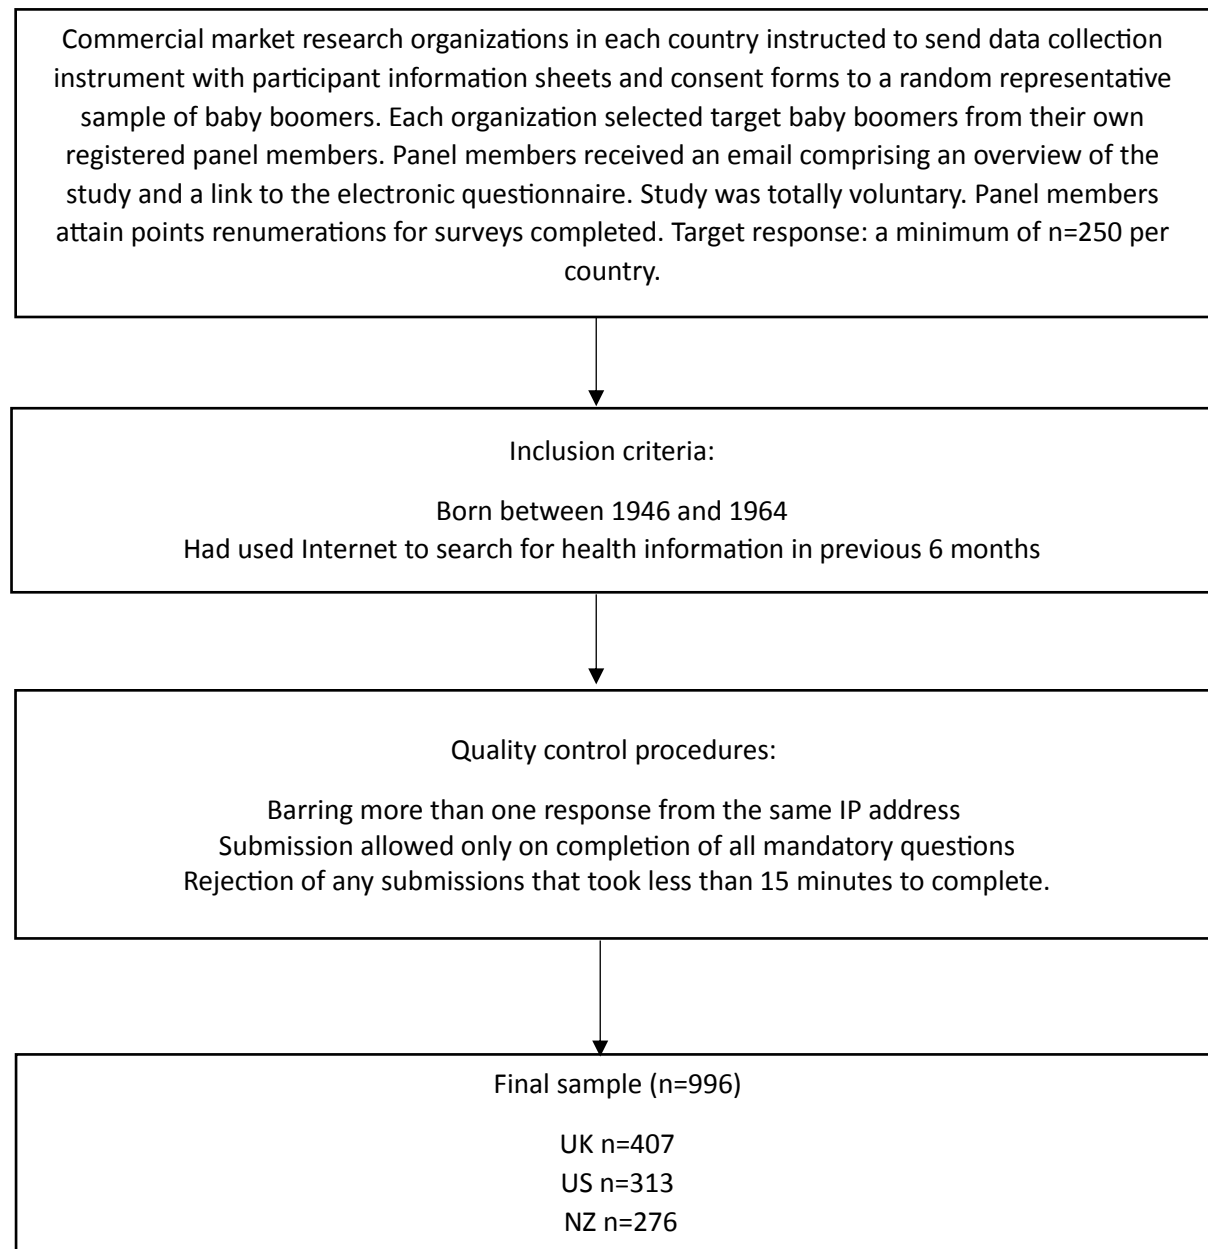 Commercial market research organizations in each country instructed to send data collection
instrument with participant information sheets and consent forms to a random representative
sample of baby boomers. Each organization selected target baby boomers from their own
registered panel members. Panel members received an email comprising an overview of the
study and a link to the electronic questionnaire. Study was totally voluntary. Panel members
attain points renumerations for surveys completed. Target response: a minimum of n=250 per
country.
Inclusion criteria:
Born between 1946 and 1964
Had used Internet to search for health information in previous 6 months
Quality control procedures:
Barring more than one response from the same IP address
Submission allowed only on completion of all mandatory questions
Rejection of any submissions that took less than 15 minutes to complete.
Final sample (n=996)
UK n=407
US n=313
NZ n=276